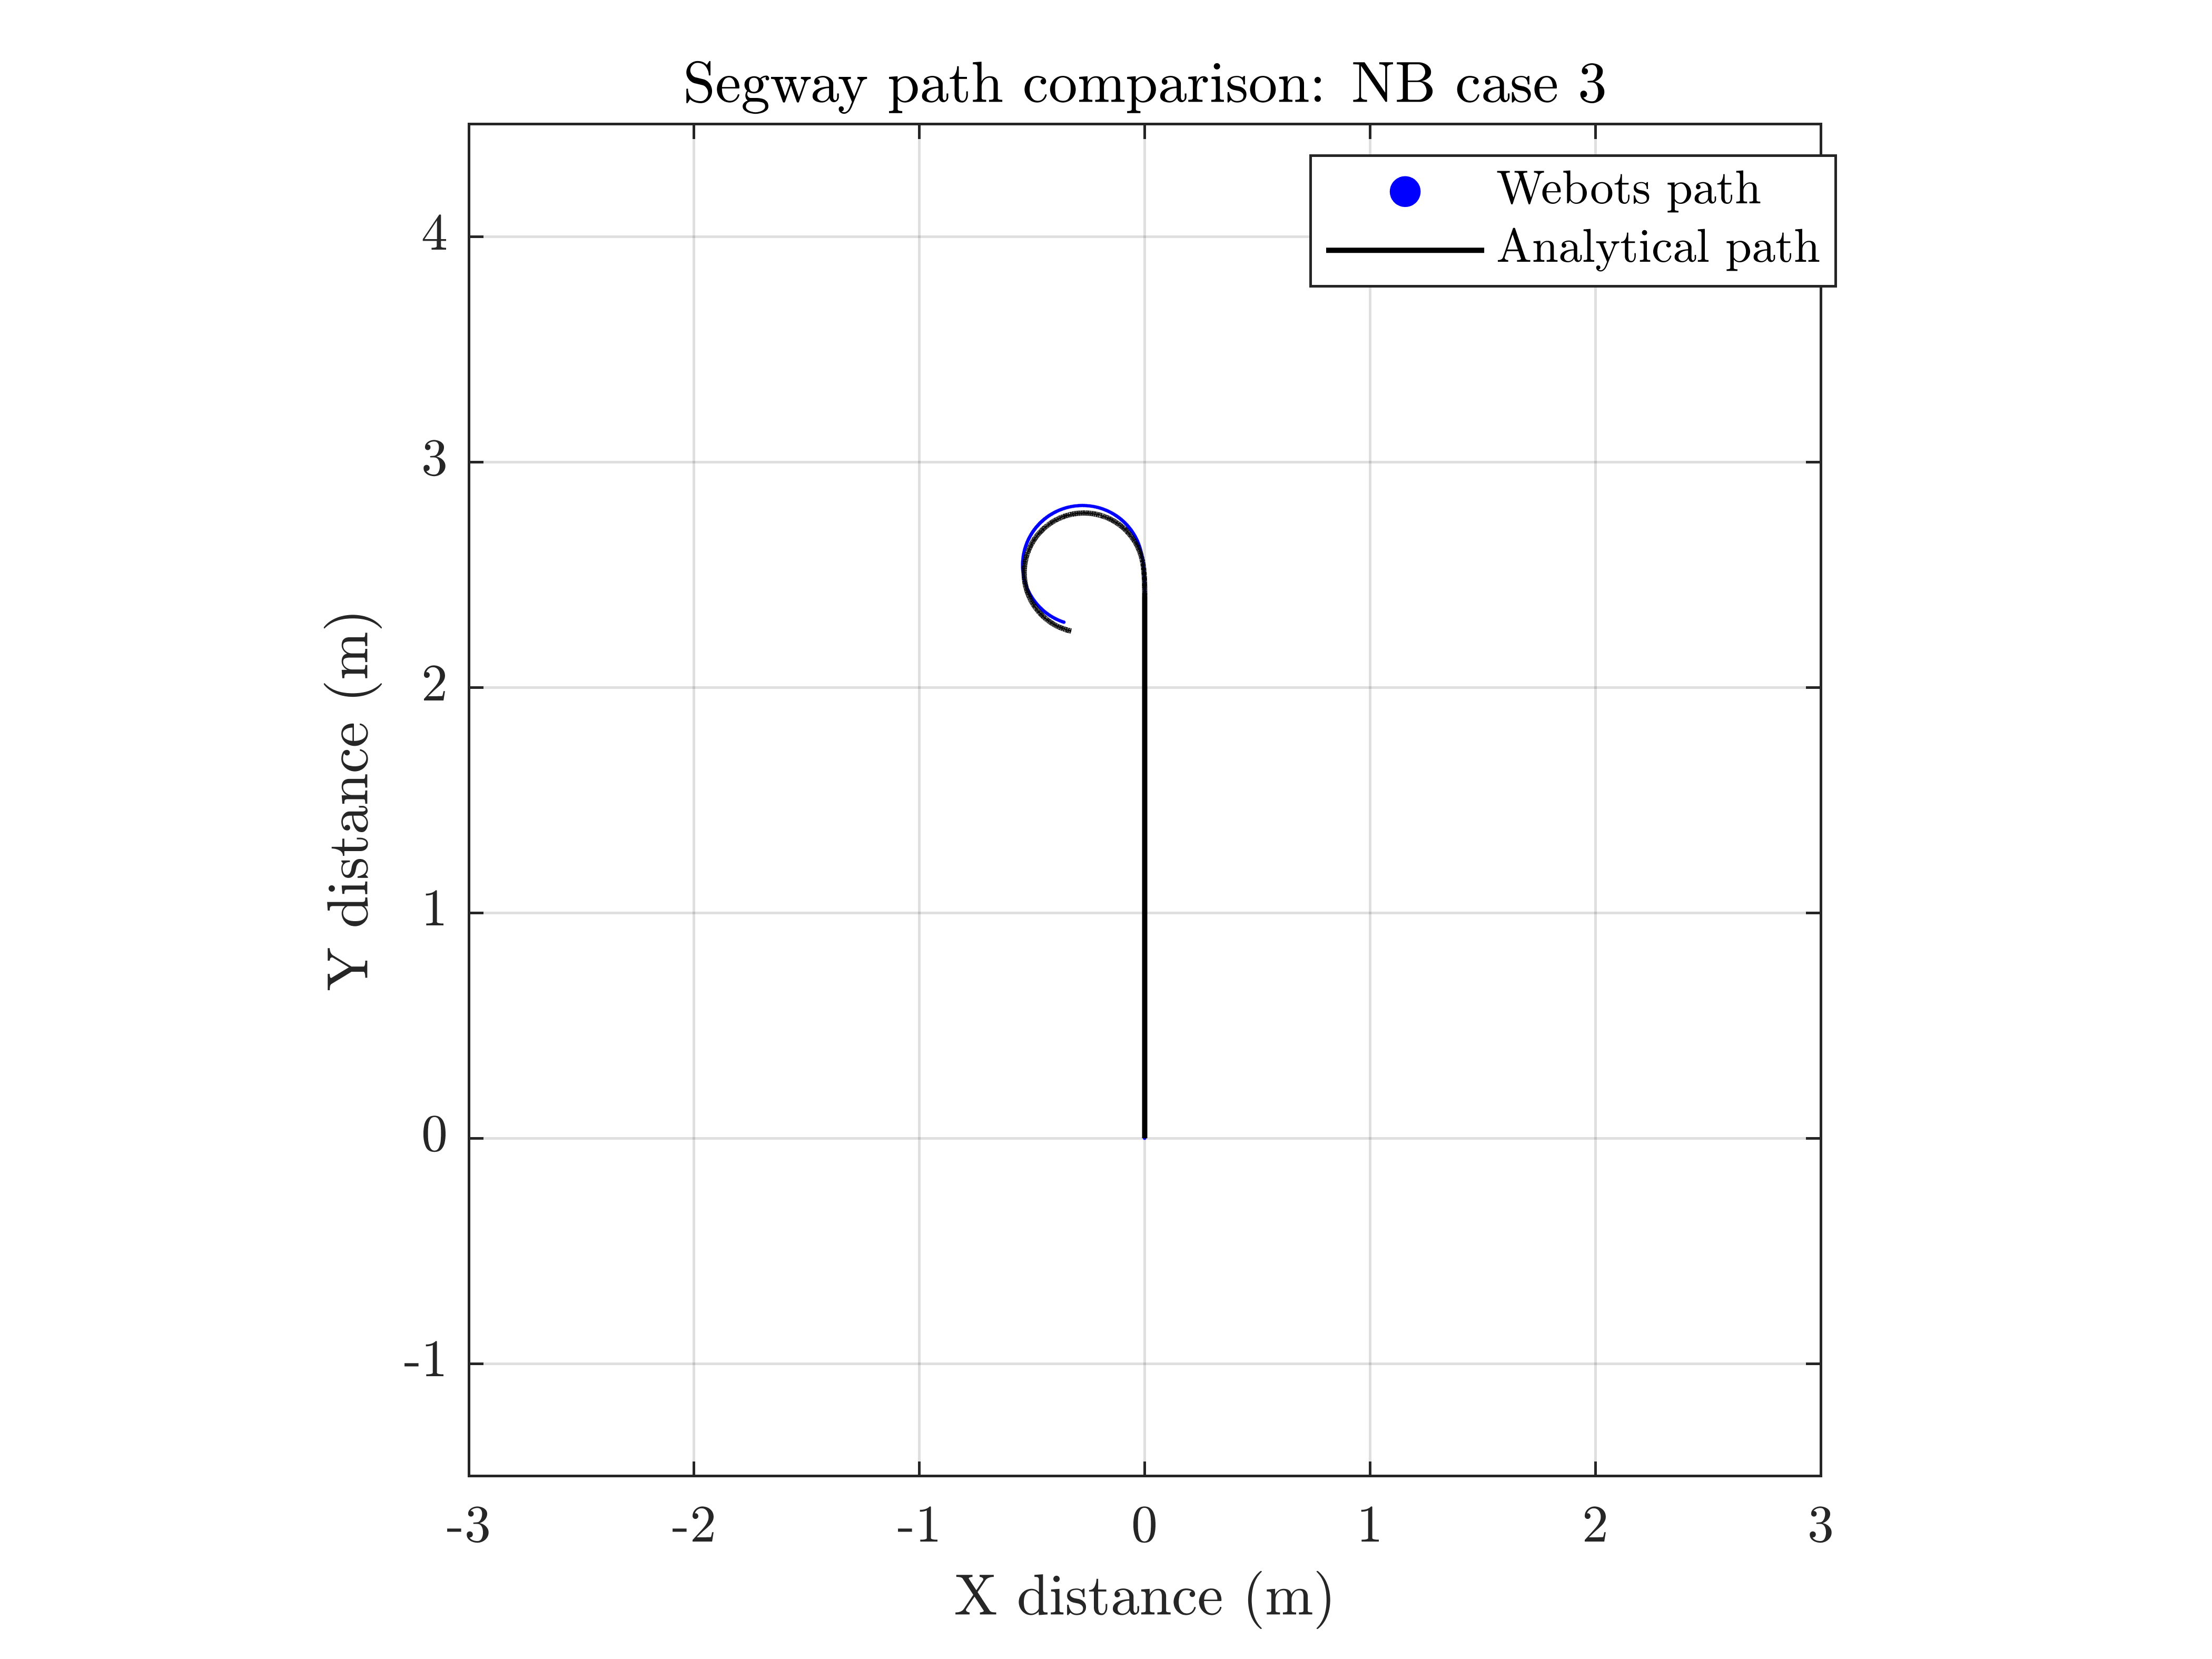 Segway path comparison: NB case 3
Webots path
Analytical path
4
3
2
1
0
-1
Y distance (m)
-3 -2 -1 0 1 2 3
X distance (m)